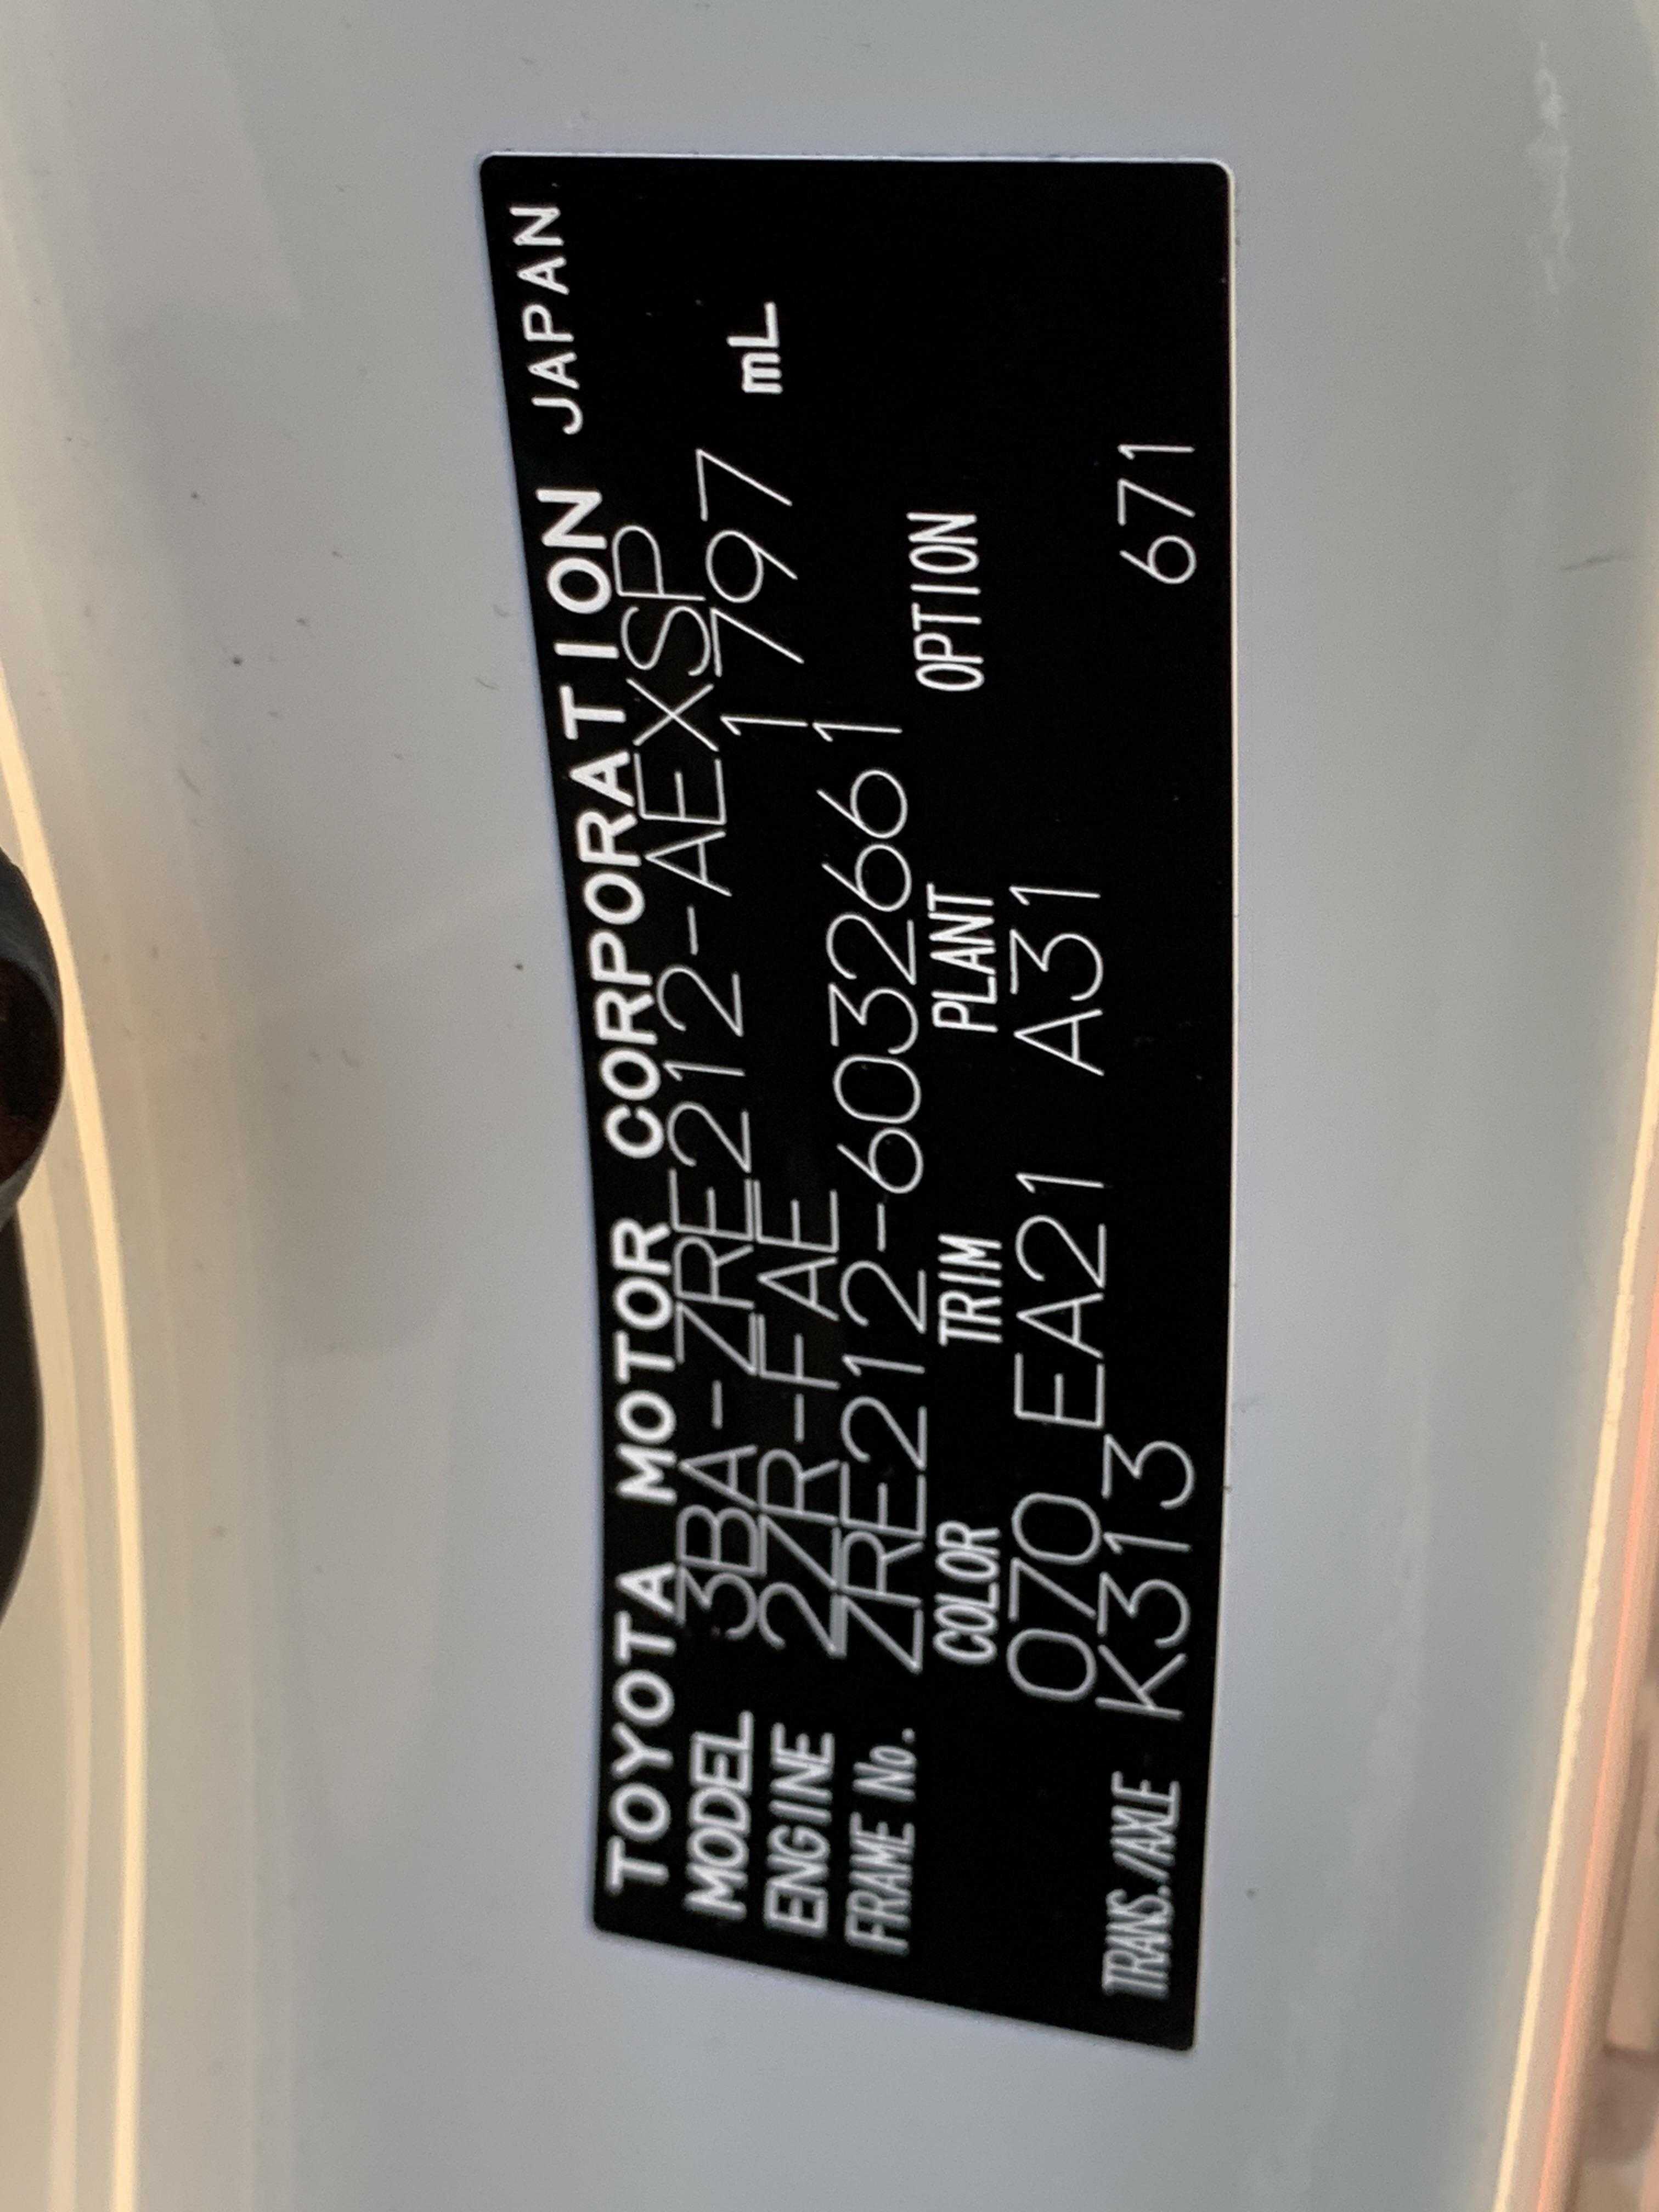 TOYOTA MOTOR CORPORATION JAPAN
MODEL 3BA-ZRE212-AEXSP
ENGINE 2ZR-FAE 1797 mL
FRAME No. ZRE212-6032661
COLOR TRIM PLANT OPTION
070 EA21 A31
TRANS./AXLE K313 671